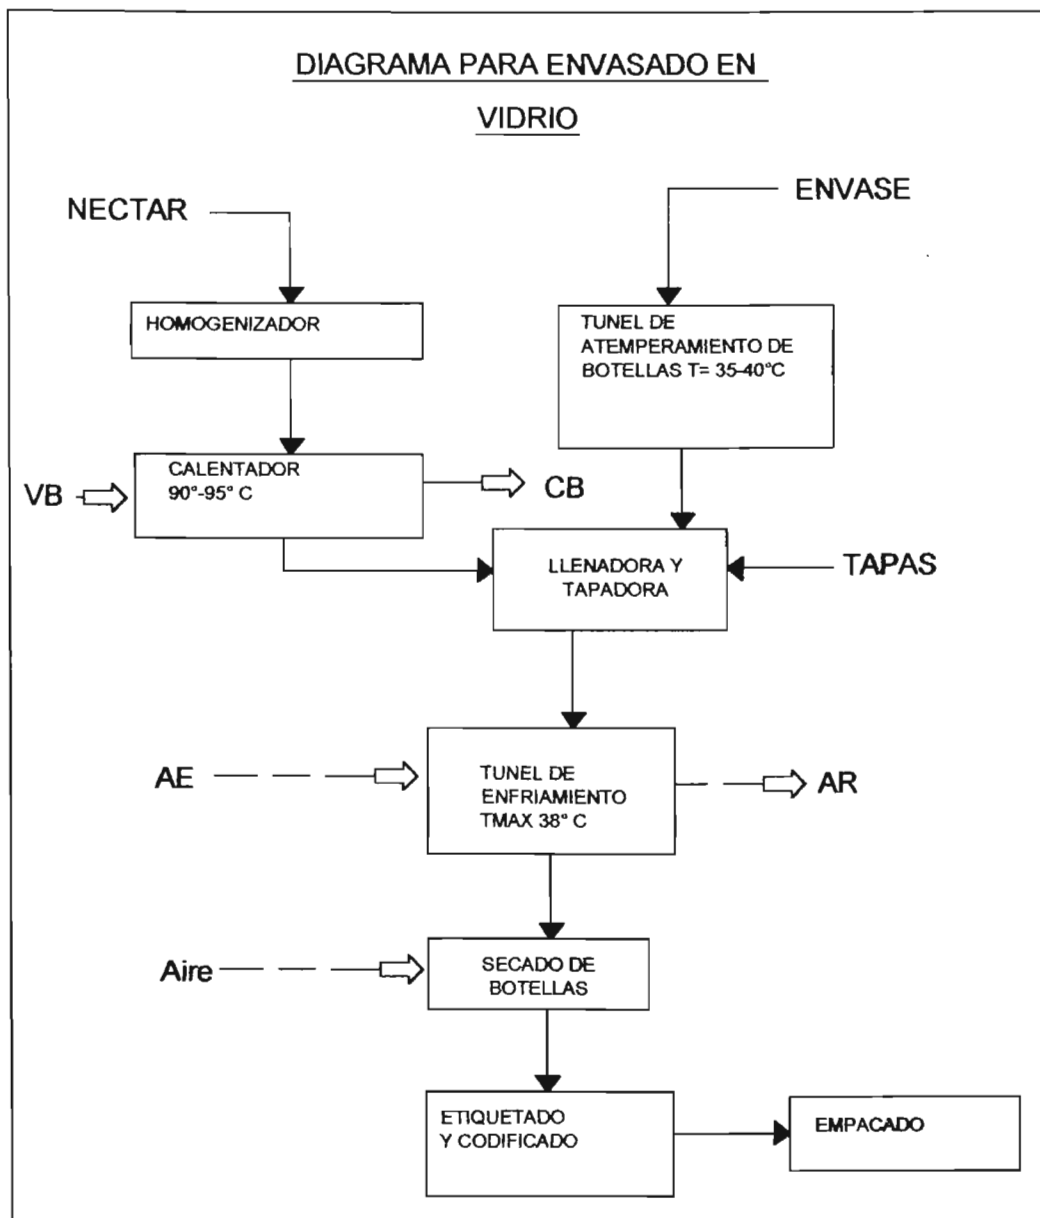 DIAGRAMA PARA ENVASADO EN
VIDRIO
NECTAR
ENVASE
HOMOGENIZADOR
TUNEL DE
ATEMPERAMIENTO DE
BOTELLAS T= 35-40°C
CALENTADOR
90°-95° C
VB
CB
LLENADORA Y
TAPADORA
TAPAS
AE
TUNEL DE
ENFRIAMIENTO
TMAX 38° C
AR
Aire
SECADO DE
BOTELLAS
ETIQUETADO
Y CODIFICADO
EMPACADO